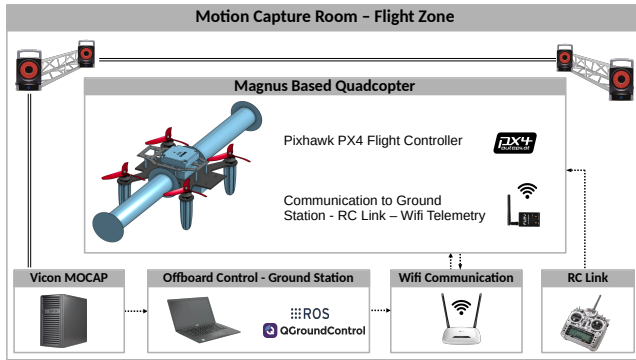 Motion Capture Room – Flight Zone
Magnus Based Quadcopter
Pixhawk PX4 Flight Controller
px4
autopilot
Communication to Ground
Station - RC Link – Wifi Telemetry
Vicon MOCAP
Offboard Control - Ground Station
ROS
QGroundControl
Wifi Communication
RC Link